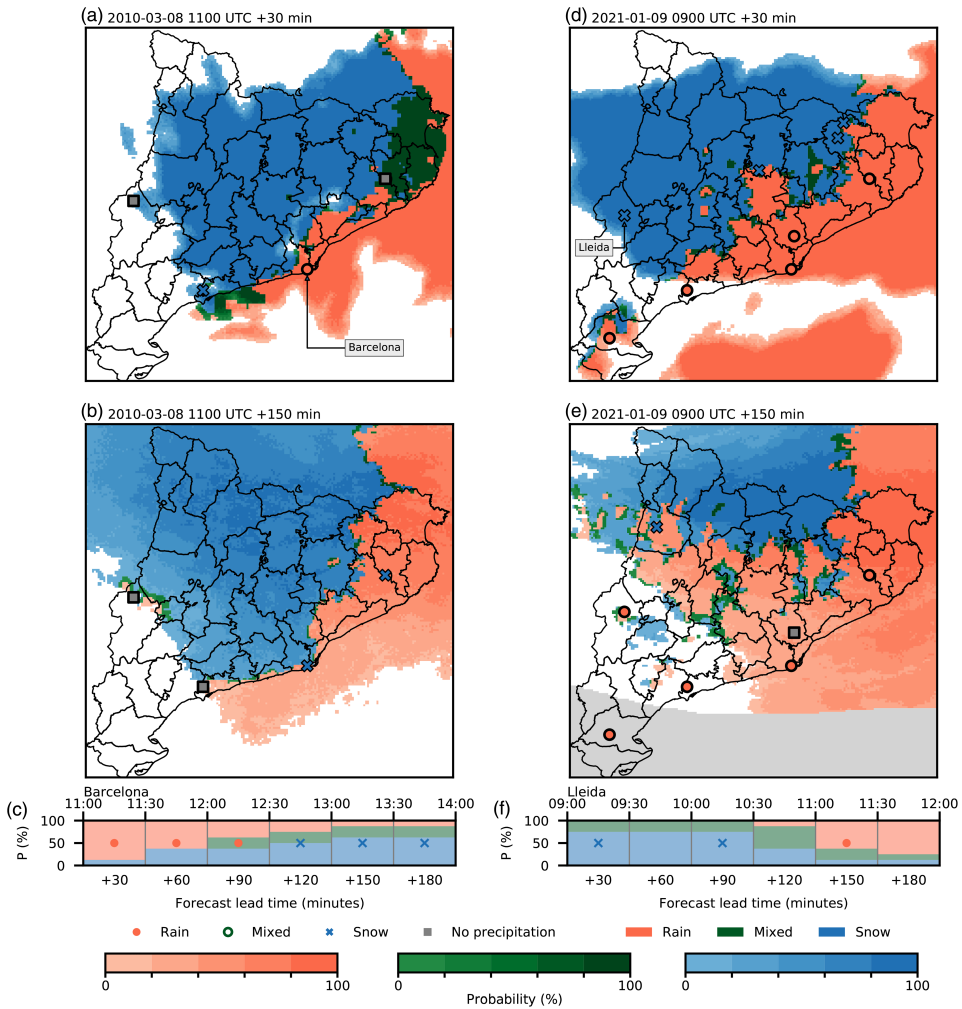 (a) 2010-03-08 1100 UTC +30 min
Barcelona
(d) 2021-01-09 0900 UTC +30 min
Lleida
(b) 2010-03-08 1100 UTC +150 min
(e) 2021-01-09 0900 UTC +150 min
(c)
Barcelona
11:00 11:30 12:00 12:30 13:00 13:30 14:00
P (%)
100
50
0
+30 +60 +90 +120 +150 +180
Forecast lead time (minutes)
(f)
Lleida
09:00 09:30 10:00 10:30 11:00 11:30 12:00
P (%)
100
50
0
+30 +60 +90 +120 +150 +180
Forecast lead time (minutes)
Rain Mixed Snow No precipitation Rain Mixed Snow
0 100 0 100 0 100
Probability (%)